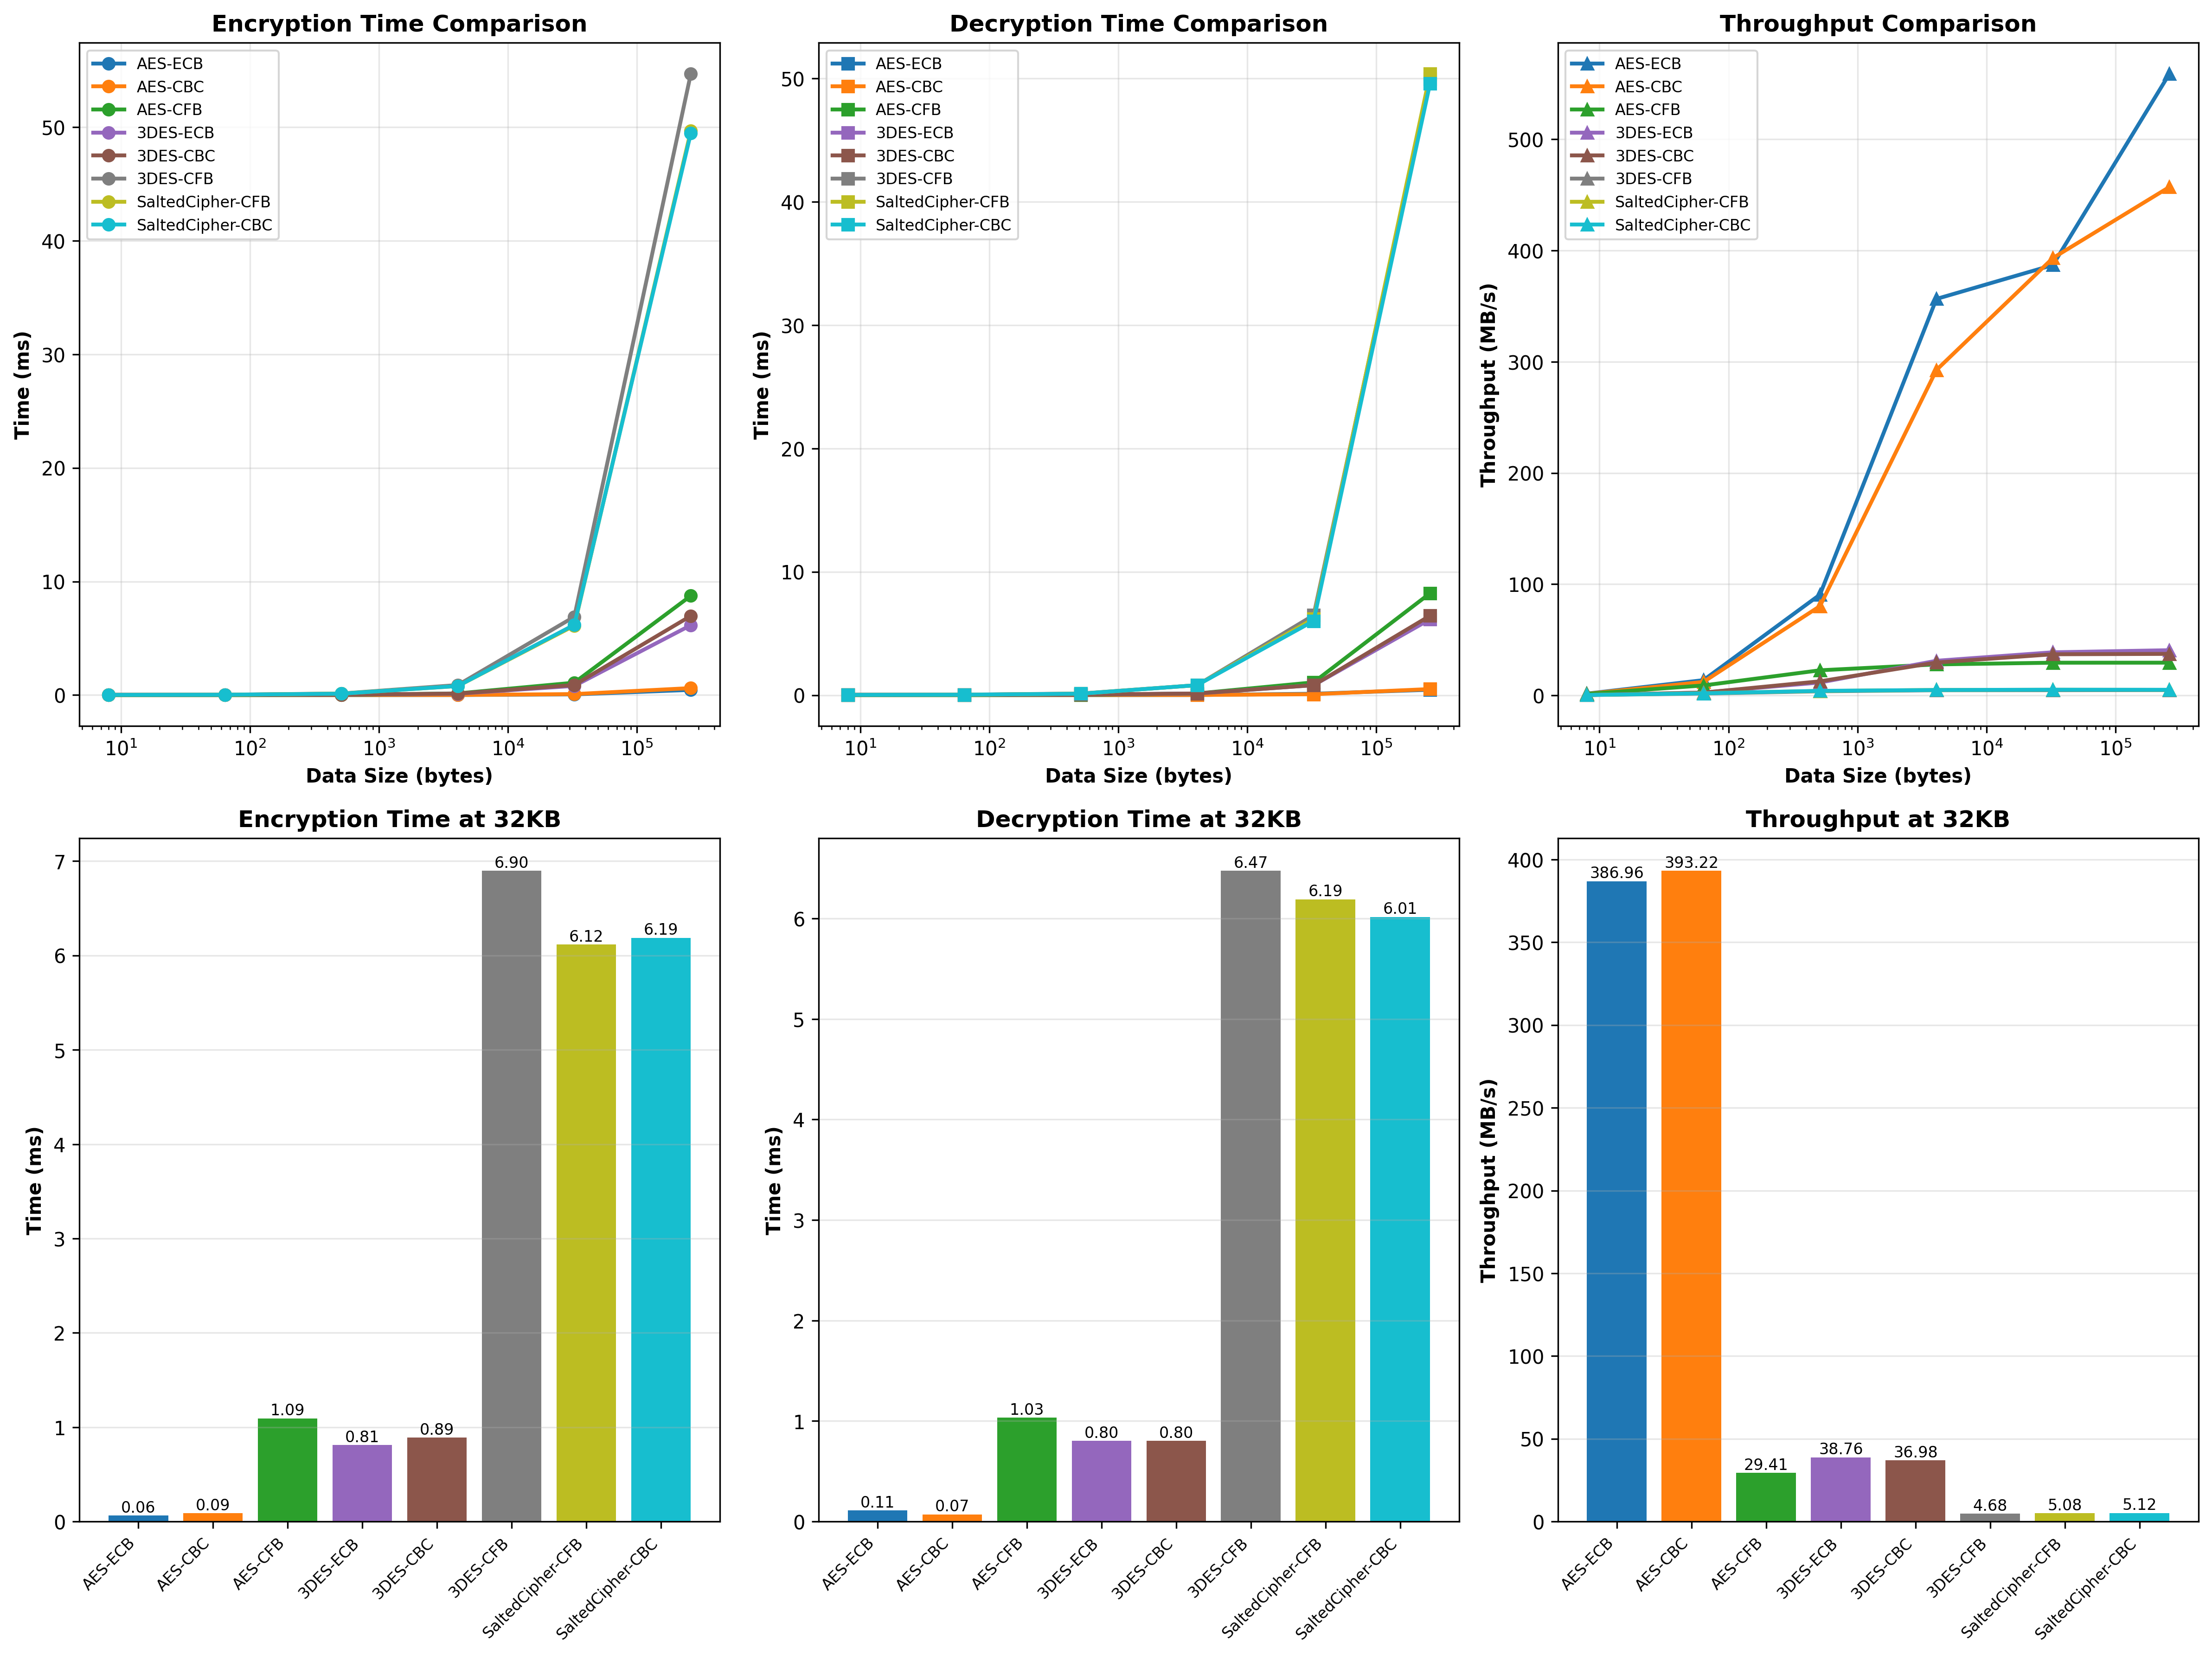 Encryption Time Comparison
Time (ms)
50
40
30
20
10
0
AES-ECB
AES-CBC
AES-CFB
3DES-ECB
3DES-CBC
3DES-CFB
SaltedCipher-CFB
SaltedCipher-CBC
10¹ 10² 10³ 10⁴ 10⁵
Data Size (bytes)
Decryption Time Comparison
Time (ms)
50
40
30
20
10
0
AES-ECB
AES-CBC
AES-CFB
3DES-ECB
3DES-CBC
3DES-CFB
SaltedCipher-CFB
SaltedCipher-CBC
10¹ 10² 10³ 10⁴ 10⁵
Data Size (bytes)
Throughput Comparison
Throughput (MB/s)
500
400
300
200
100
0
AES-ECB
AES-CBC
AES-CFB
3DES-ECB
3DES-CBC
3DES-CFB
SaltedCipher-CFB
SaltedCipher-CBC
10¹ 10² 10³ 10⁴ 10⁵
Data Size (bytes)
Encryption Time at 32KB
Time (ms)
7
6
5
4
3
2
1
0
0.06 0.09 1.09 0.81 0.89 6.90 6.12 6.19
AES-ECB
AES-CBC
AES-CFB
3DES-ECB
3DES-CBC
3DES-CFB
SaltedCipher-CFB
SaltedCipher-CBC
Decryption Time at 32KB
Time (ms)
6
5
4
3
2
1
0
0.11 0.07 1.03 0.80 0.80 6.47 6.19 6.01
AES-ECB
AES-CBC
AES-CFB
3DES-ECB
3DES-CBC
3DES-CFB
SaltedCipher-CFB
SaltedCipher-CBC
Throughput at 32KB
Throughput (MB/s)
400
350
300
250
200
150
100
50
0
386.96 393.22 29.41 38.76 36.98 4.68 5.08 5.12
AES-ECB
AES-CBC
AES-CFB
3DES-ECB
3DES-CBC
3DES-CFB
SaltedCipher-CFB
SaltedCipher-CBC